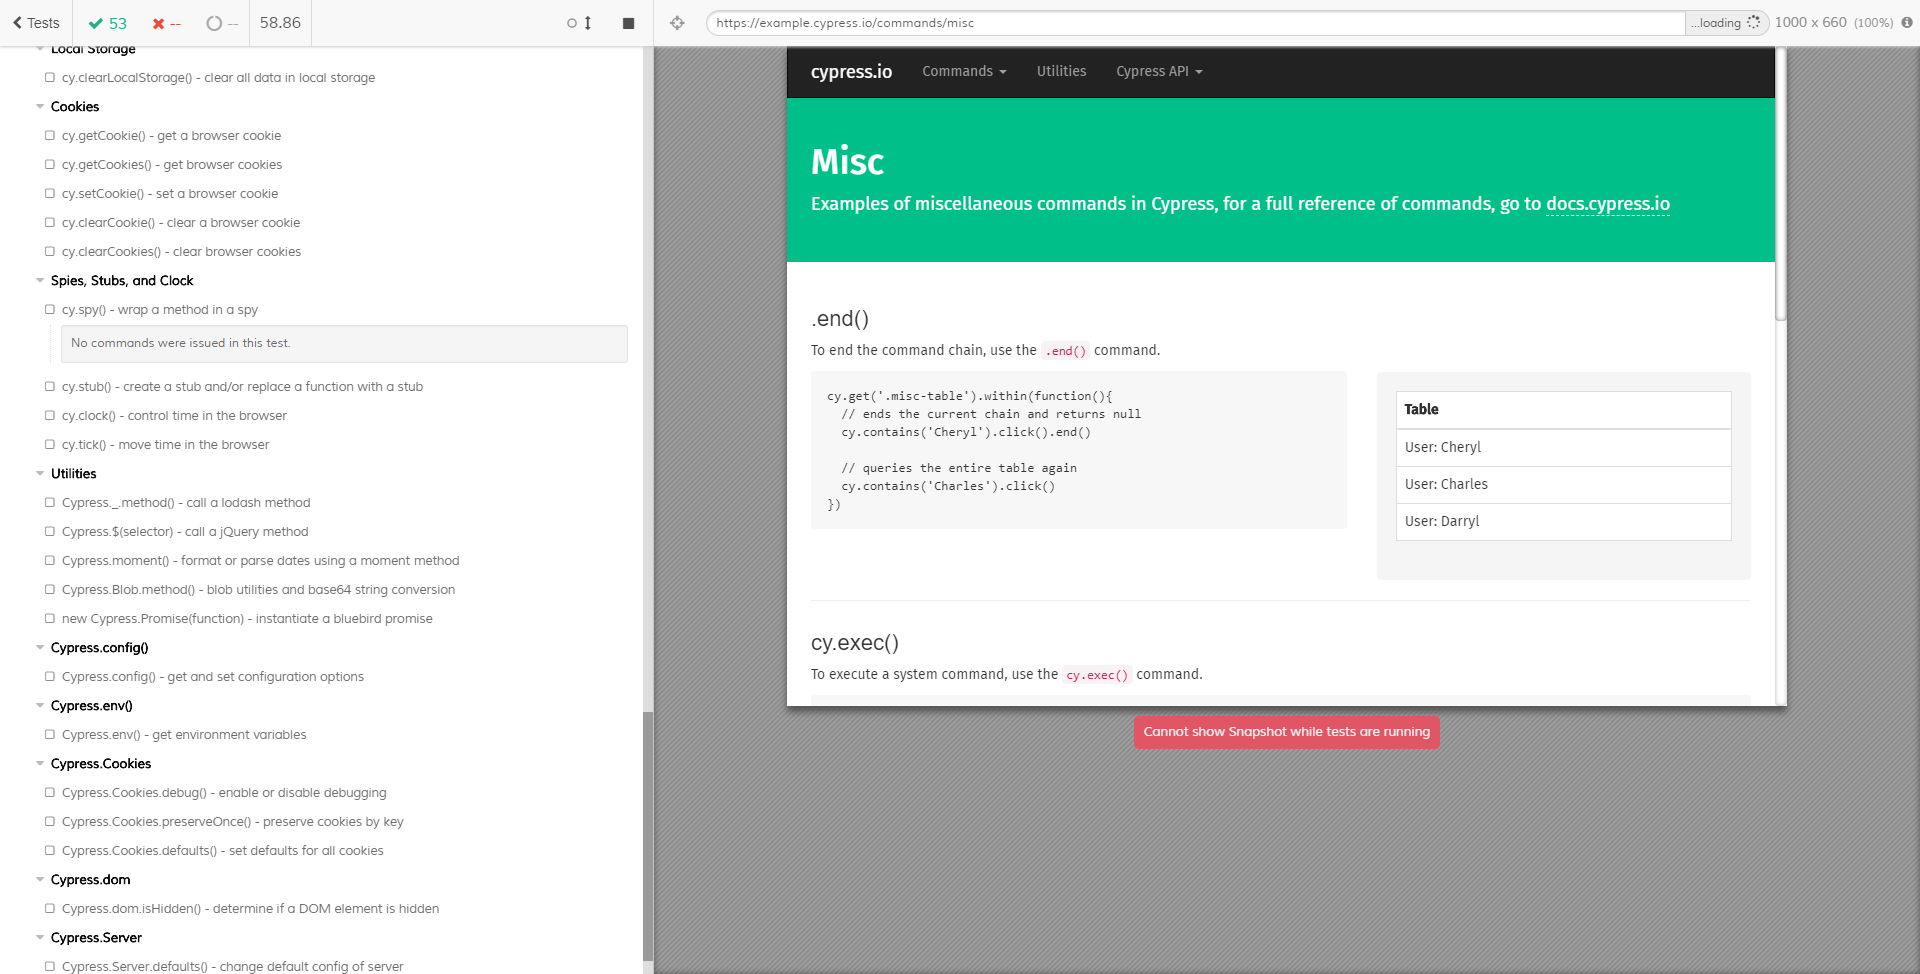 Tests
53
--
--
58.86
https://example.cypress.io/commands/misc
...loading
1000 x 660 (100%)
Local Storage
cy.clearLocalStorage() - clear all data in local storage
Cookies
cy.getCookie() - get a browser cookie
cy.getCookies() - get browser cookies
cy.setCookie() - set a browser cookie
cy.clearCookie() - clear a browser cookie
cy.clearCookies() - clear browser cookies
Spies, Stubs, and Clock
cy.spy() - wrap a method in a spy
No commands were issued in this test.
cy.stub() - create a stub and/or replace a function with a stub
cy.clock() - control time in the browser
cy.tick() - move time in the browser
Utilities
Cypress._.method() - call a lodash method
Cypress.$(selector) - call a jQuery method
Cypress.moment() - format or parse dates using a moment method
Cypress.Blob.method() - blob utilities and base64 string conversion
new Cypress.Promise(function) - instantiate a bluebird promise
Cypress.config()
Cypress.config() - get and set configuration options
Cypress.env()
Cypress.env() - get environment variables
Cypress.Cookies
Cypress.Cookies.debug() - enable or disable debugging
Cypress.Cookies.preserveOnce() - preserve cookies by key
Cypress.Cookies.defaults() - set defaults for all cookies
Cypress.dom
Cypress.dom.isHidden() - determine if a DOM element is hidden
Cypress.Server
Cypress.Server.defaults() - change default config of server
cypress.io
Commands
Utilities
Cypress API
Misc
Examples of miscellaneous commands in Cypress, for a full reference of commands, go to docs.cypress.io
.end()
To end the command chain, use the .end() command.
cy.get('.misc-table').within(function(){
// ends the current chain and returns null
cy.contains('Cheryl').click().end()
// queries the entire table again
cy.contains('Charles').click()
})
Table
User: Cheryl
User: Charles
User: Darryl
cy.exec()
To execute a system command, use the cy.exec() command.
Cannot show Snapshot while tests are running